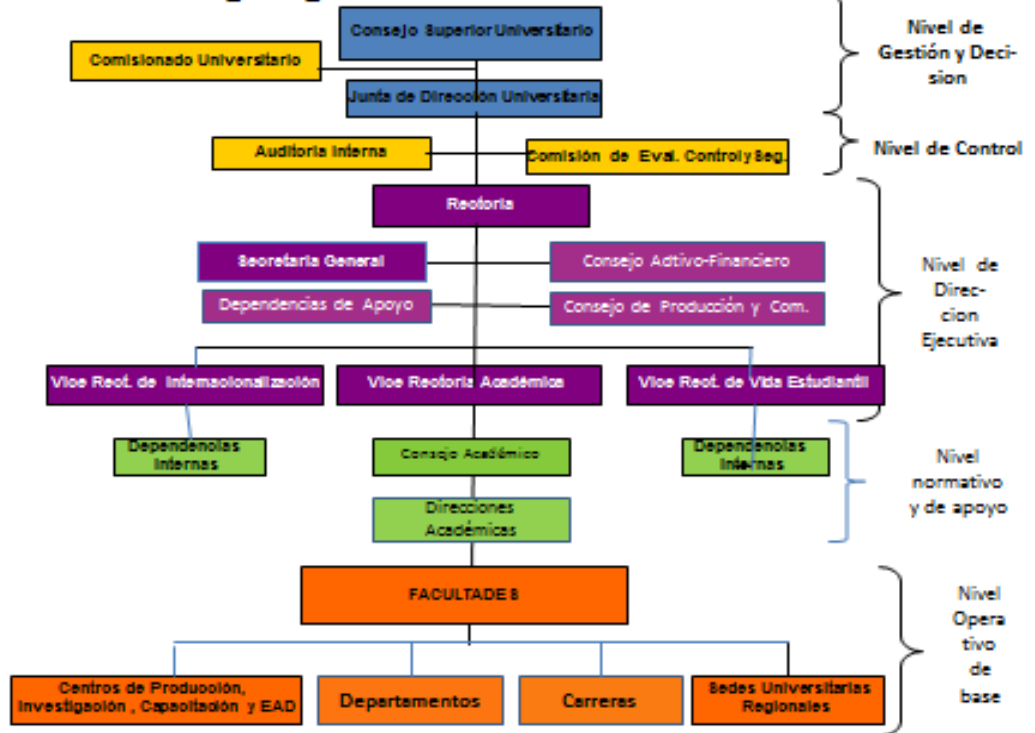 Consejo Superior Universitario
Comisionado Universitario
Junta de Dirección Universitaria
Nivel de
Gestión y Deci-
sion
Auditoria Interna
Comisión de Eval. Control y Seg.
Nivel de Control
Rectoria
Secretaria General
Consejo Adtivo-Financiero
Dependencias de Apoyo
Consejo de Producción y Com.
Nivel de
Direc-
cion
Ejecutiva
Vice Rect. de Internacionalización
Vice Rectoria Académica
Vice Rect. de Vida Estudiantil
Dependencias
Internas
Consejo Académico
Dependencias
Internas
Direcciones
Académicas
Nivel
normativo
y de apoyo
FACULTADES
Nivel
Opera
tivo
de
base
Centros de Producción,
Investigación , Capacitación y EAD
Departamentos
Carreras
Sedes Universitarias
Regionales